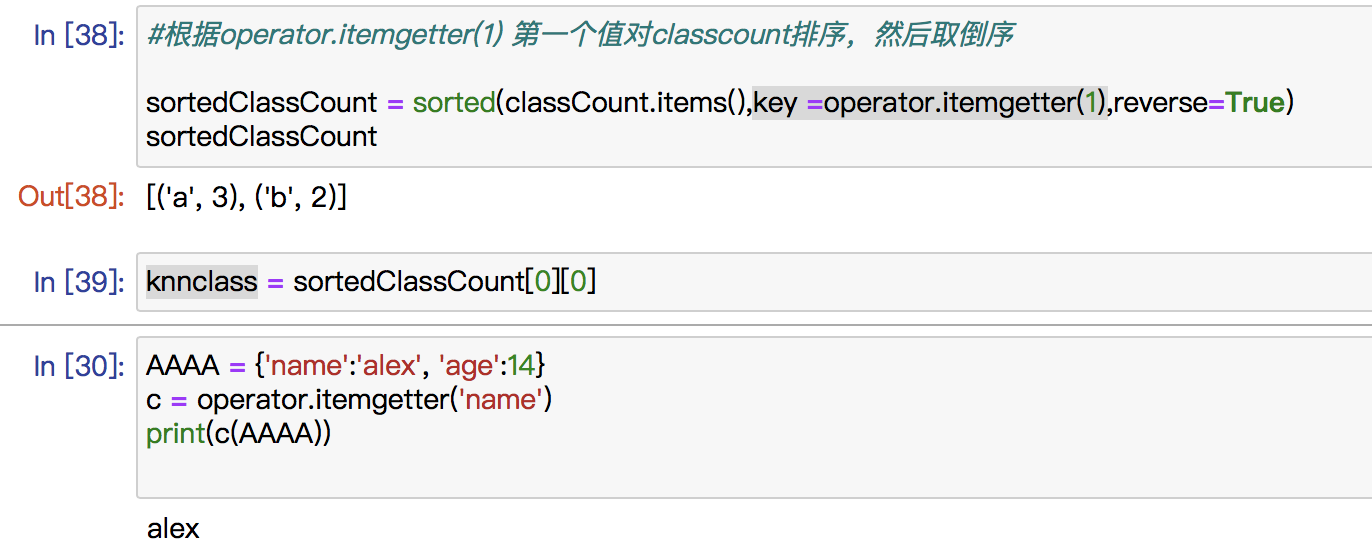 In [38]: #根据operator.itemgetter(1) 第一个值对classcount排序，然后取倒序
sortedClassCount = sorted(classCount.items(),key =operator.itemgetter(1),reverse=True)
sortedClassCount
Out[38]: [('a', 3), ('b', 2)]
In [39]: knnclass = sortedClassCount[0][0]
In [30]: AAAA = {'name':'alex', 'age':14}
c = operator.itemgetter('name')
print(c(AAAA))
alex